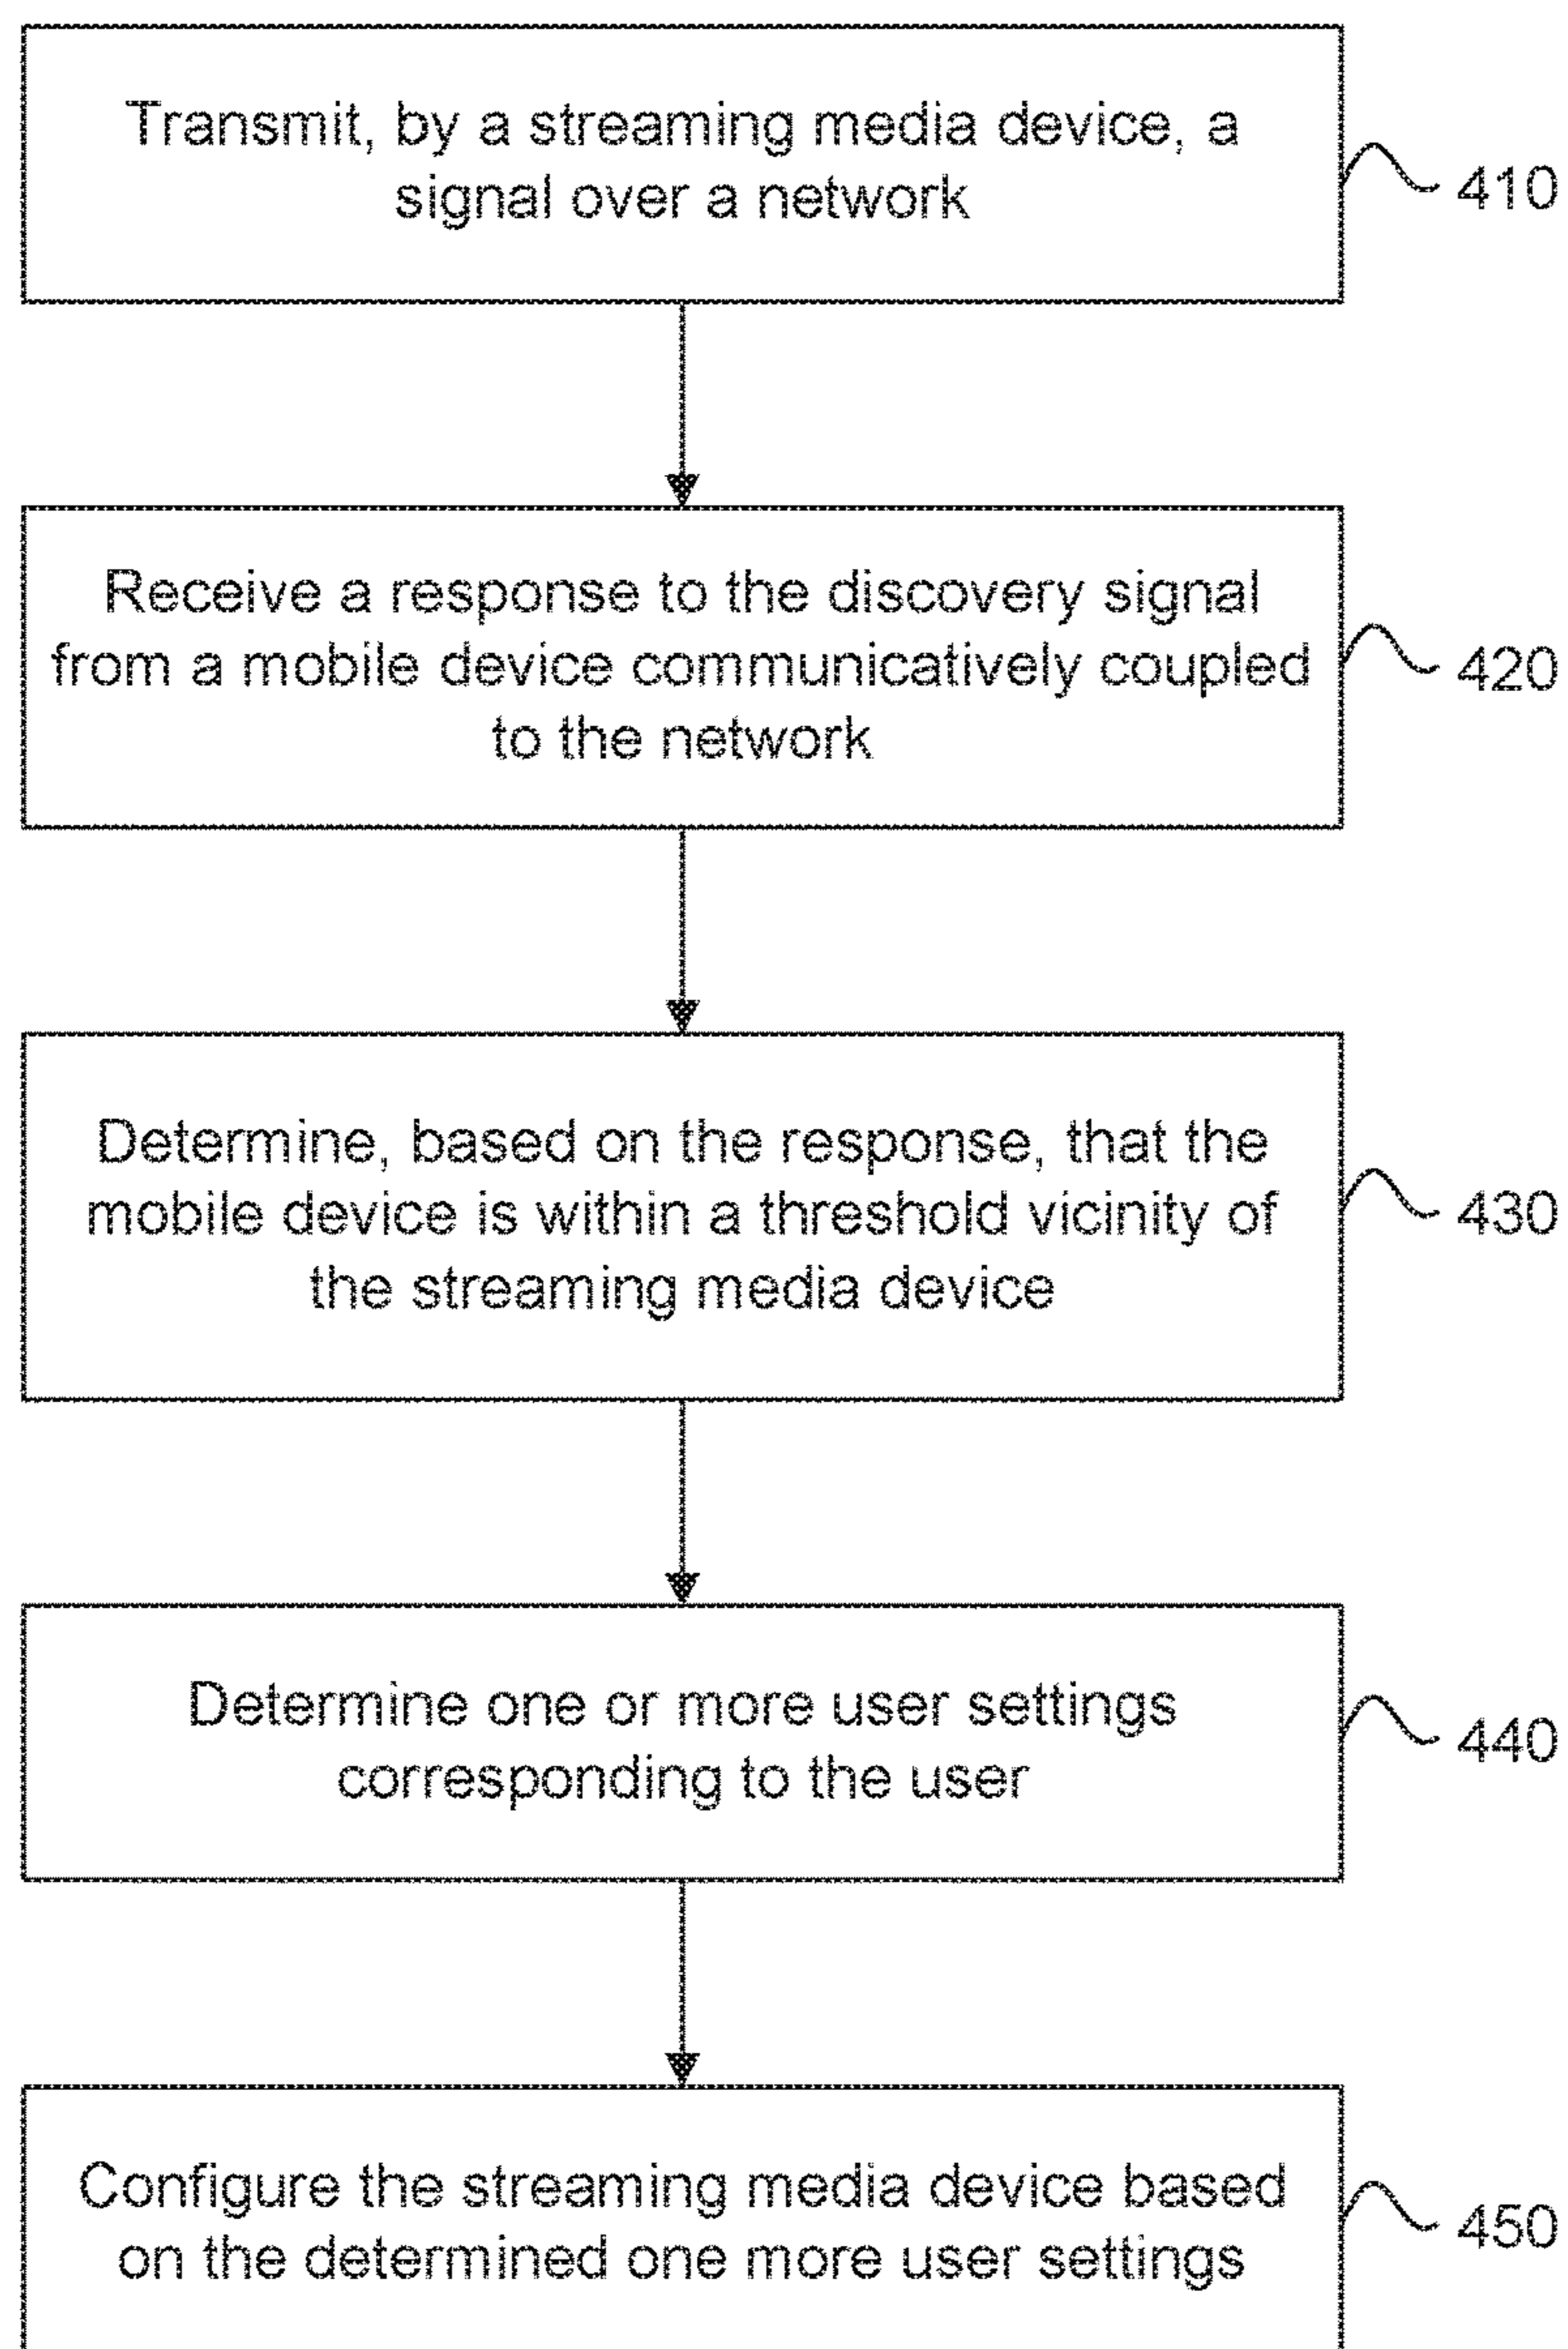 Transmit, by a streaming media device, a
signal over a network
410
Receive a response to the discovery signal
from a mobile device communicatively coupled
to the network
420
Determine, based on the response, that the
mobile device is within a threshold vicinity of
the streaming media device
430
Determine one or more user settings
corresponding to the user
440
Configure the streaming media device based
on the determined one more user settings
450